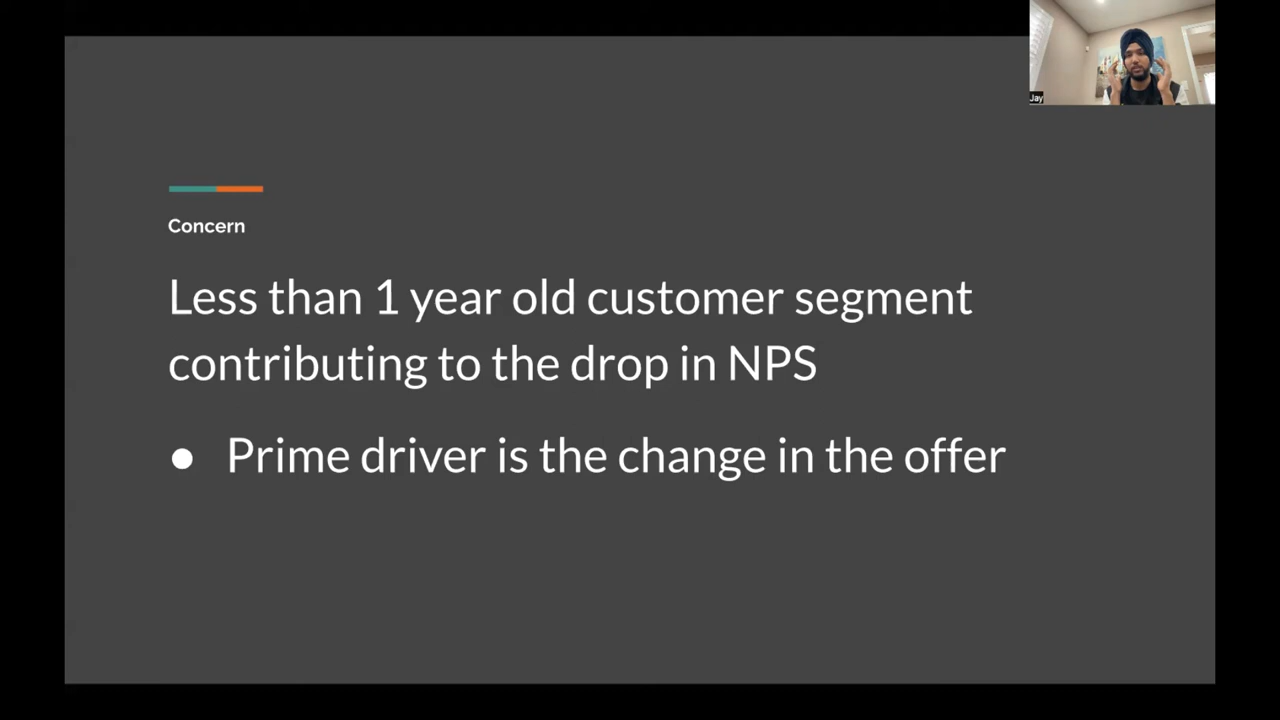 Jay
Concern
Less than 1 year old customer segment
contributing to the drop in NPS
● Prime driver is the change in the offer